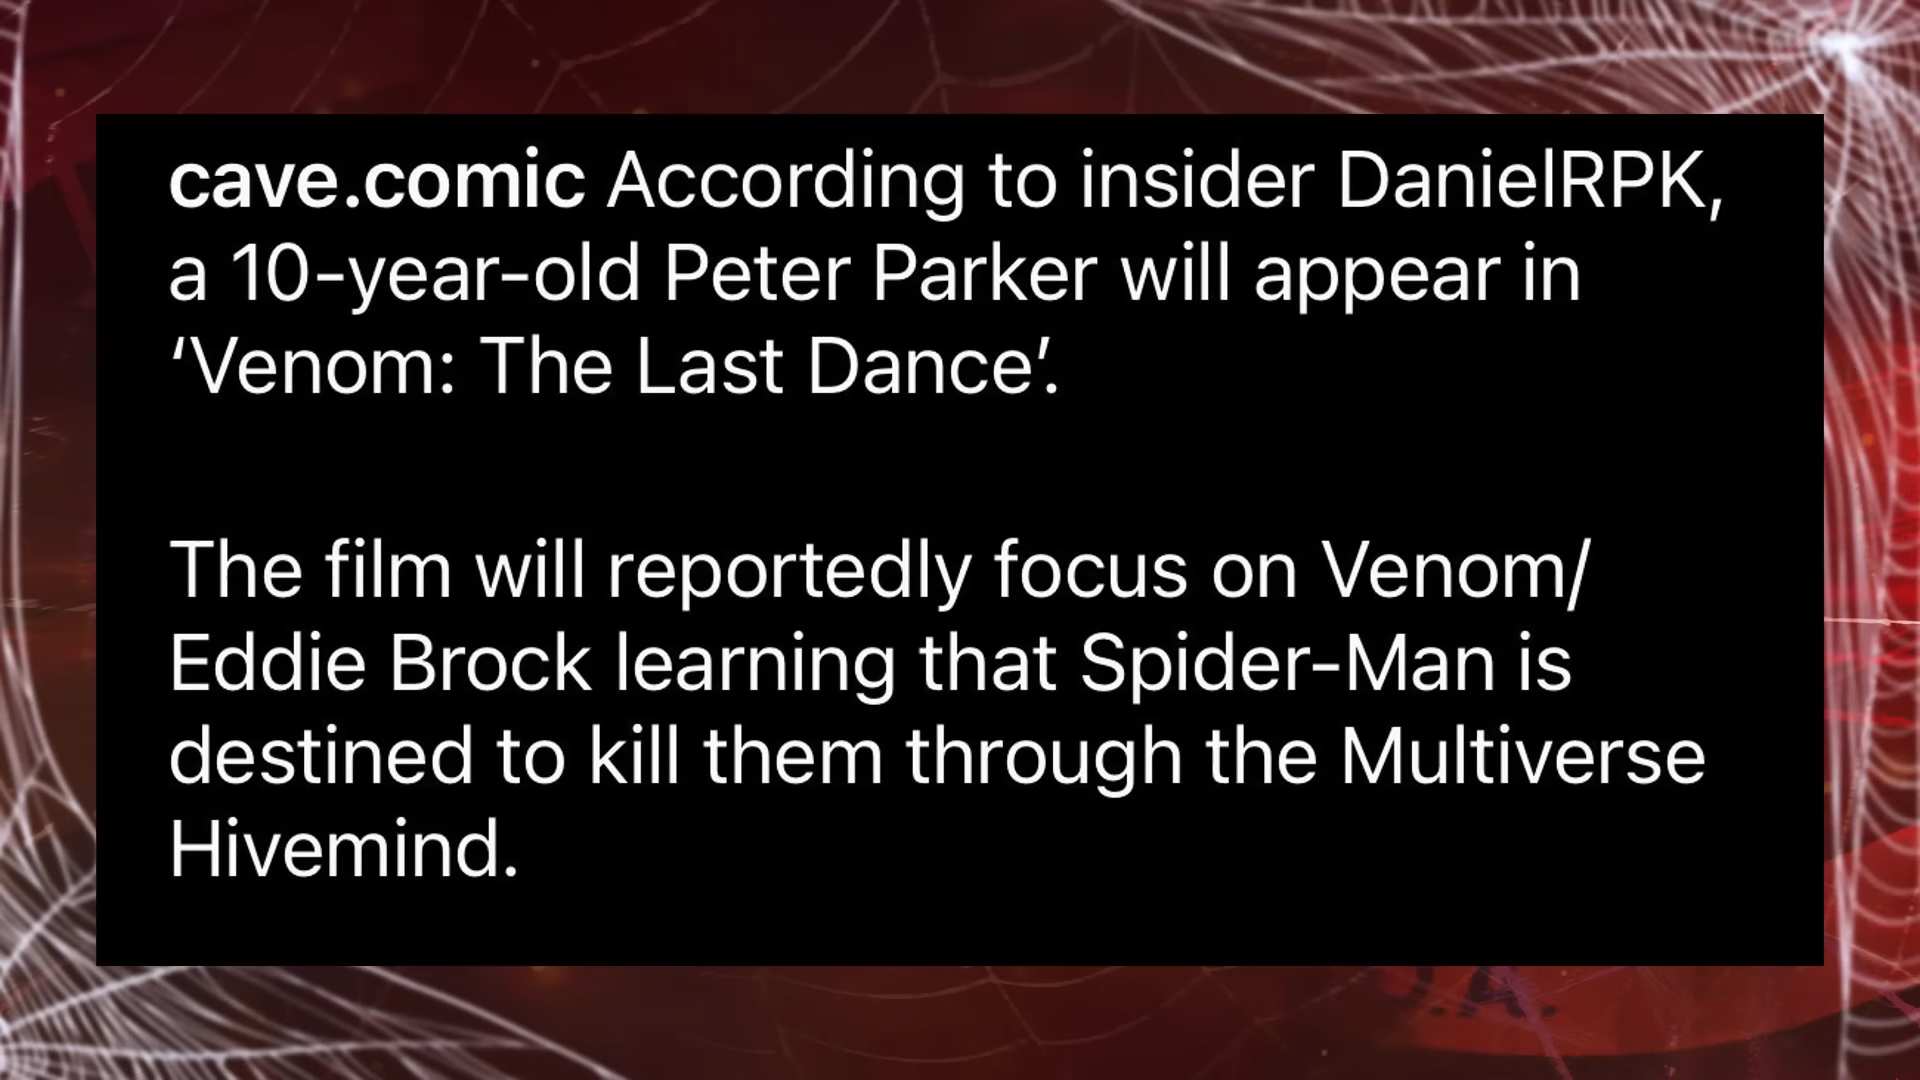 cave.comic According to insider DanielRPK,
a 10-year-old Peter Parker will appear in
‘Venom: The Last Dance’.
The film will reportedly focus on Venom/
Eddie Brock learning that Spider-Man is
destined to kill them through the Multiverse
Hivemind.